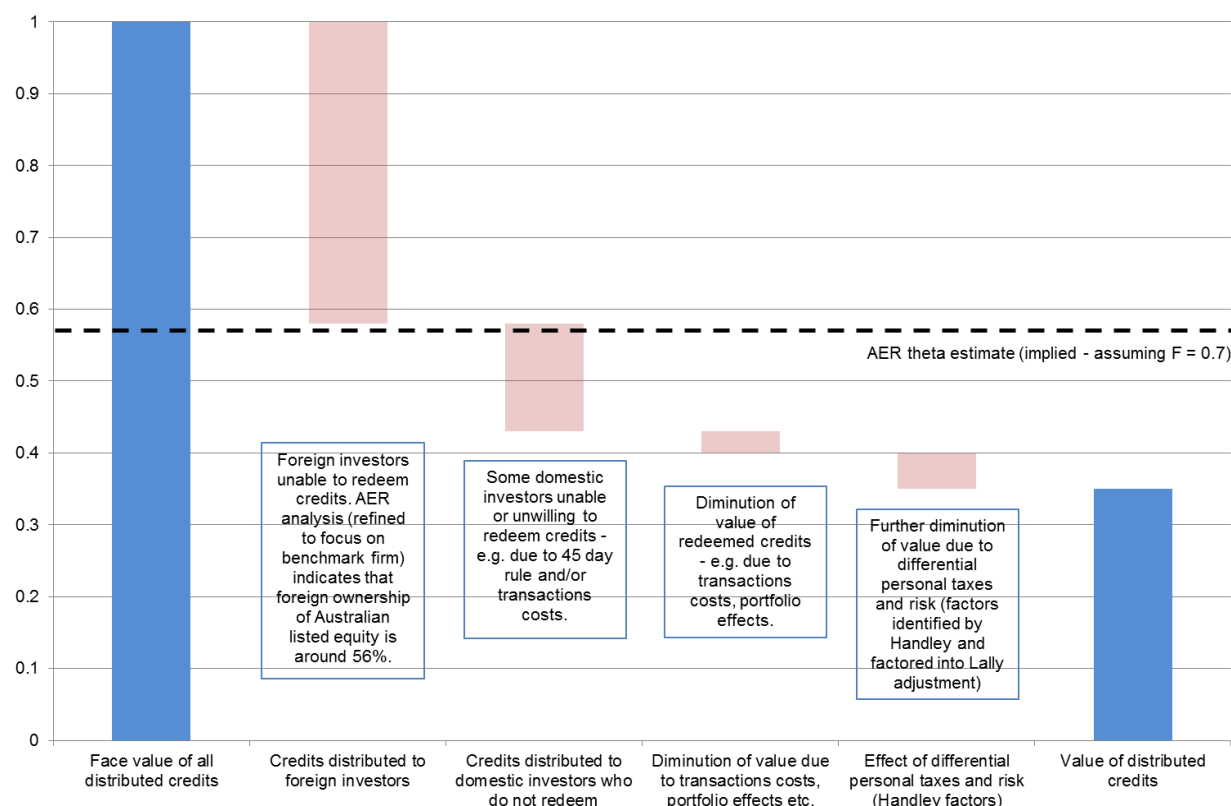 1
0.9
0.8
0.7
0.6
0.5
0.4
0.3
0.2
0.1
0
AER theta estimate (implied - assuming F = 0.7)
Foreign investors
unable to redeem
credits. AER
analysis (refined
to focus on
benchmark firm)
indicates that
foreign ownership
of Australian
listed equity is
around 56%.
Some domestic
investors unable
or unwilling to
redeem credits -
e.g. due to 45 day
rule and/or
transactions
costs.
Diminution of
value of
redeemed credits
- e.g. due to
transactions
costs, portfolio
effects.
Further diminution
of value due to
differential
personal taxes
and risk (factors
identified by
Handley and
factored into Lally
adjustment)
Face value of all
distributed credits
Credits distributed to
foreign investors
Credits distributed to
domestic investors who
do not redeem
Diminution of value due
to transactions costs,
portfolio effects etc.
Effect of differential
personal taxes and risk
(Handley factors)
Value of distributed
credits